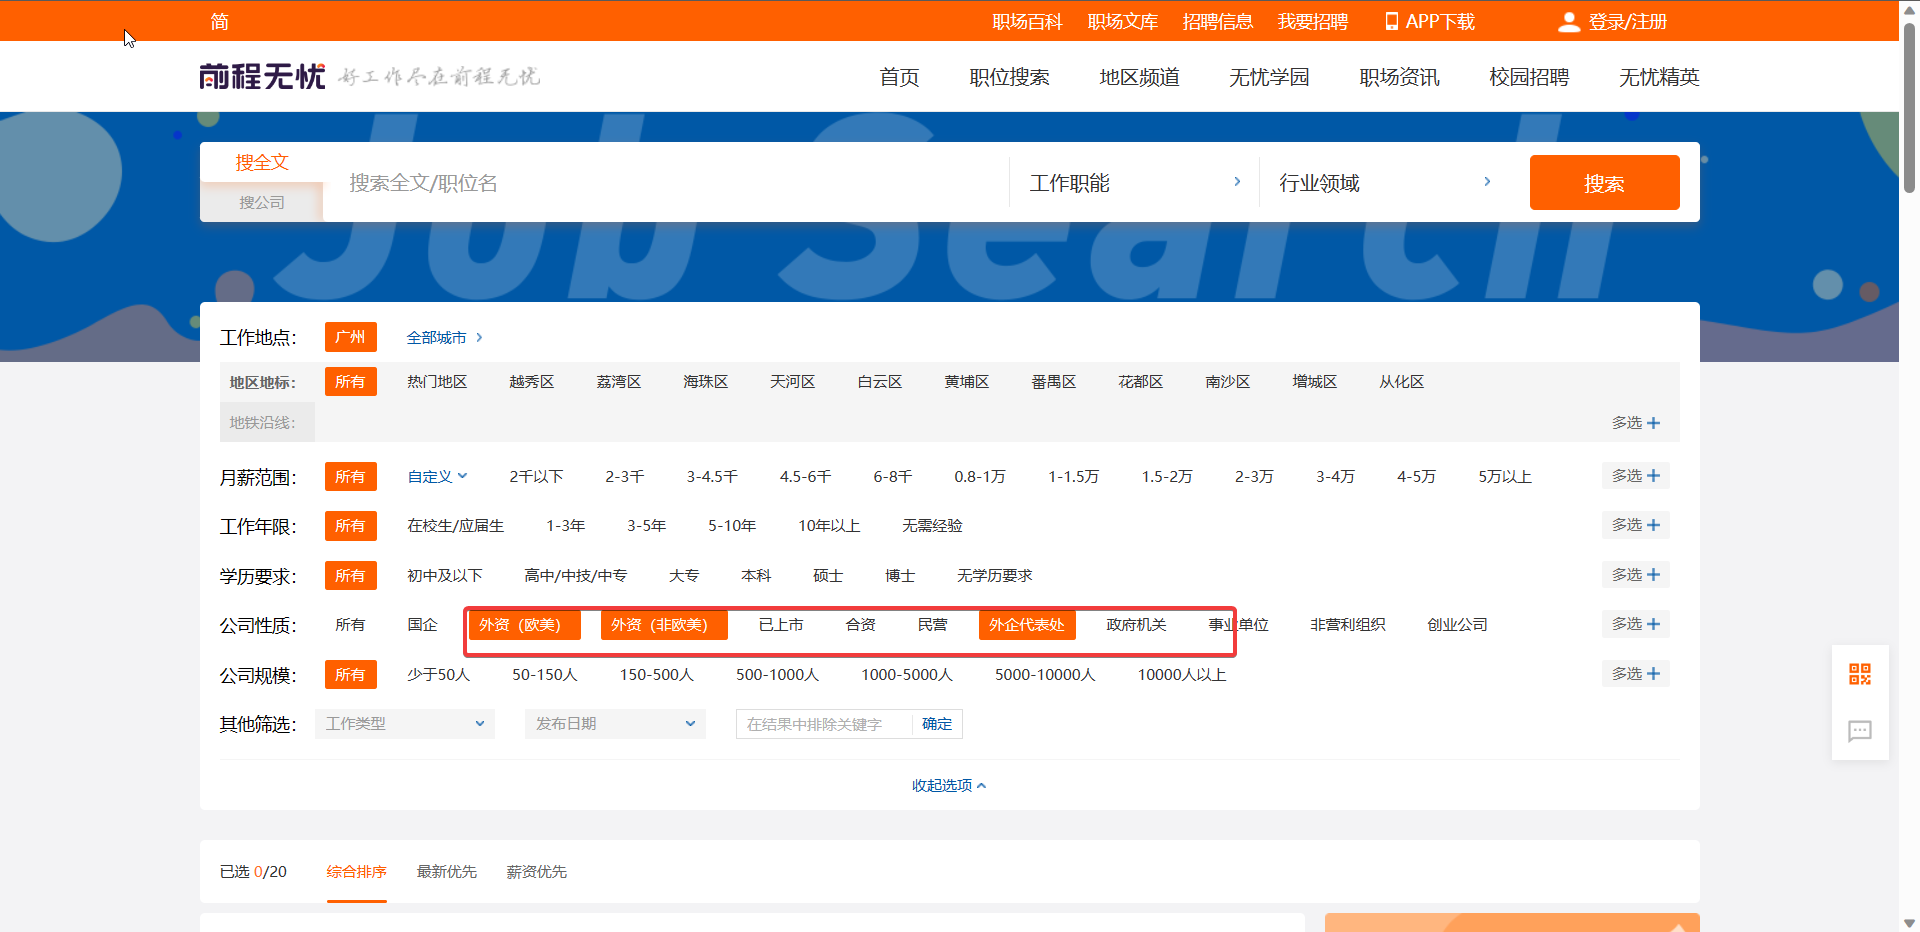 简 职场百科 职场文库 招聘信息 我要招聘 APP下载 登录/注册
前程无忧 好工作尽在前程无忧 首页 职位搜索 地区频道 无忧学园 职场资讯 校园招聘 无忧精英
Job Search
搜全文
搜索全文/职位名 工作职能 行业领域 搜索
搜公司
工作地点： 广州 全部城市
地区地标： 所有 热门地区 越秀区 荔湾区 海珠区 天河区 白云区 黄埔区 番禺区 花都区 南沙区 增城区 从化区
地铁沿线： 多选
月薪范围： 所有 自定义 2千以下 2-3千 3-4.5千 4.5-6千 6-8千 0.8-1万 1-1.5万 1.5-2万 2-3万 3-4万 4-5万 5万以上 多选
工作年限： 所有 在校生/应届生 1-3年 3-5年 5-10年 10年以上 无需经验 多选
学历要求： 所有 初中及以下 高中/中技/中专 大专 本科 硕士 博士 无学历要求 多选
公司性质： 所有 国企 外资（欧美） 外资（非欧美） 已上市 合资 民营 外企代表处 政府机关 事业单位 非营利组织 创业公司 多选
公司规模： 所有 少于50人 50-150人 150-500人 500-1000人 1000-5000人 5000-10000人 10000人以上 多选
其他筛选： 工作类型 发布日期 在结果中排除关键字 确定
收起选项
已选 0/20 综合排序 最新优先 薪资优先